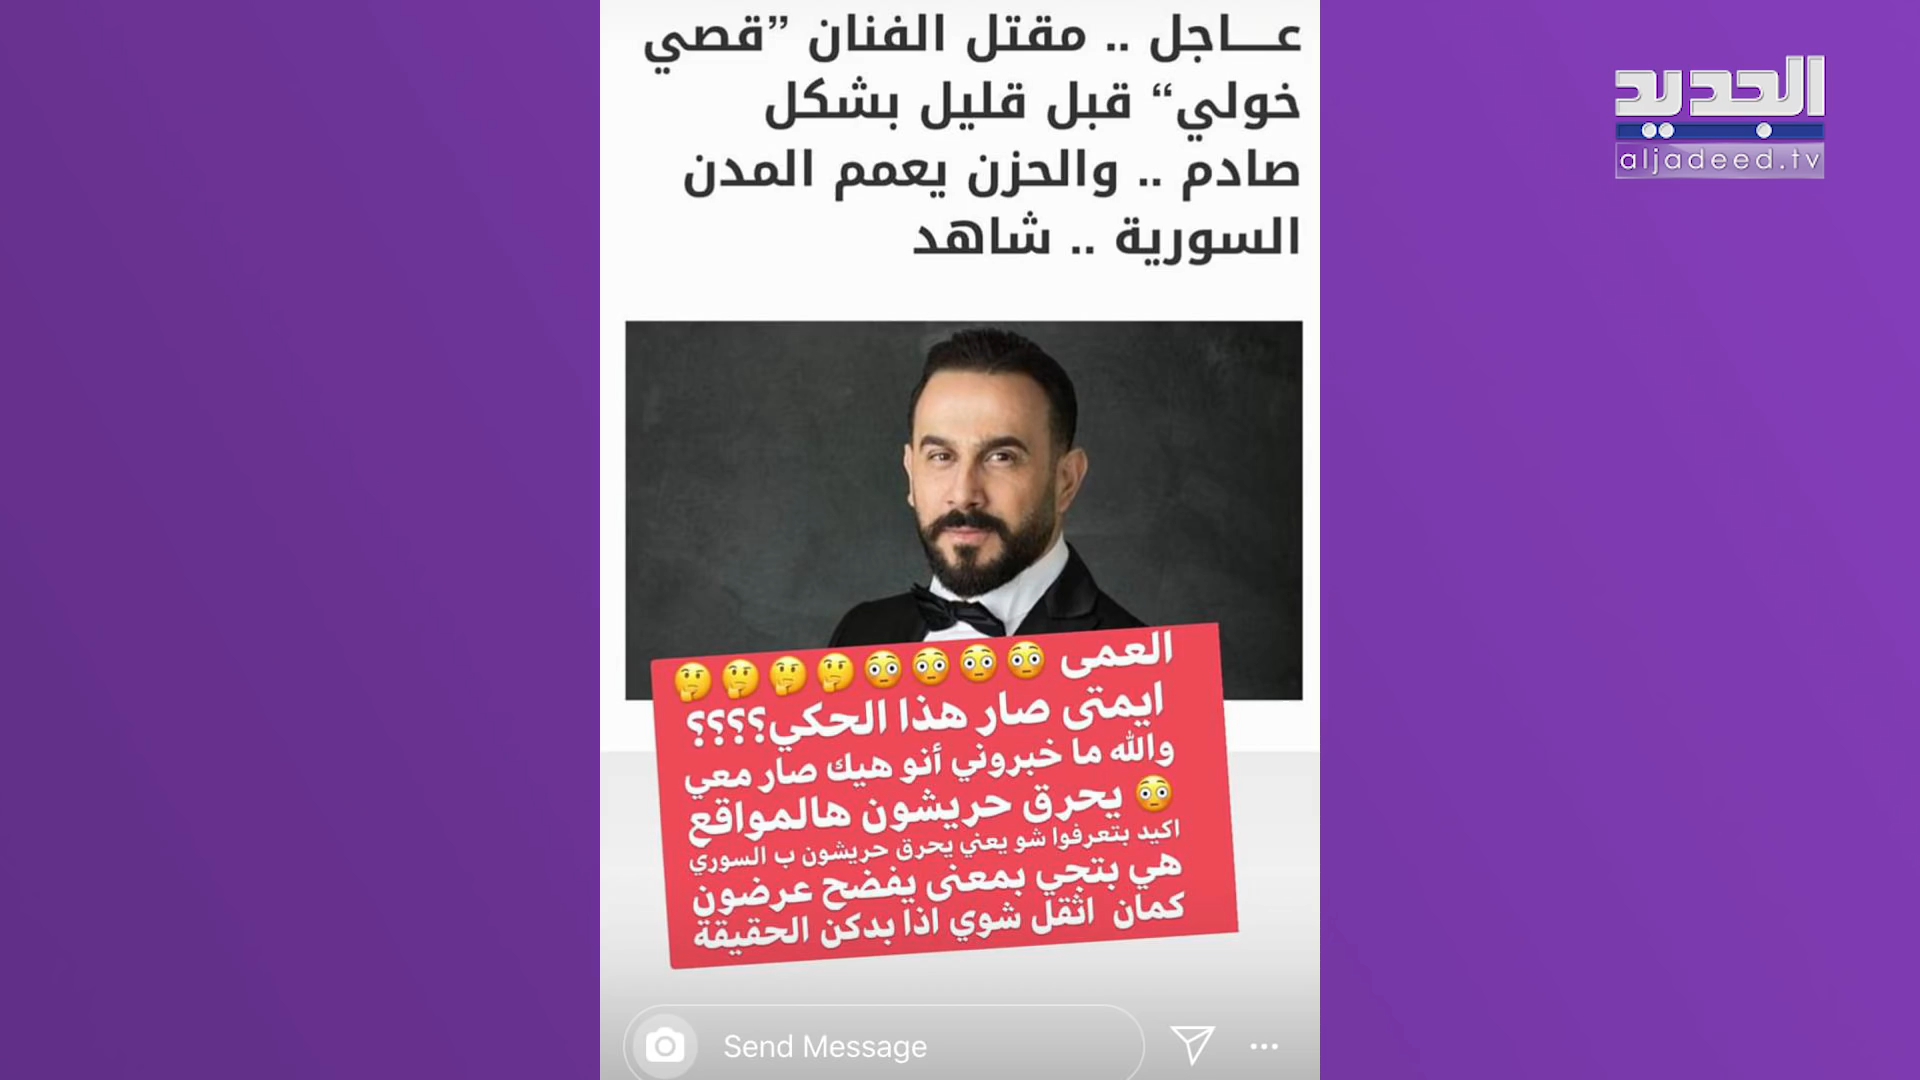 عـــاجل .. مقتل الفنان ”قصي
خولي“ قبل قليل بشكل
صادم .. والحزن يعمم المدن
السورية .. شاهد
الجديد
aljadeed.tv
العمى 😳😳😳😳🤔🤔🤔🤔
ايمتى صار هذا الحكي؟؟؟؟
والله ما خبروني أنو هيك صار معي
😳 يحرق حريشون هالمواقع
اكيد بتعرفوا شو يعني يحرق حريشون ب السوري
هي بتجي بمعنى يفضح عرضون
كمان اثقل شوي اذا بدكن الحقيقة
Send Message